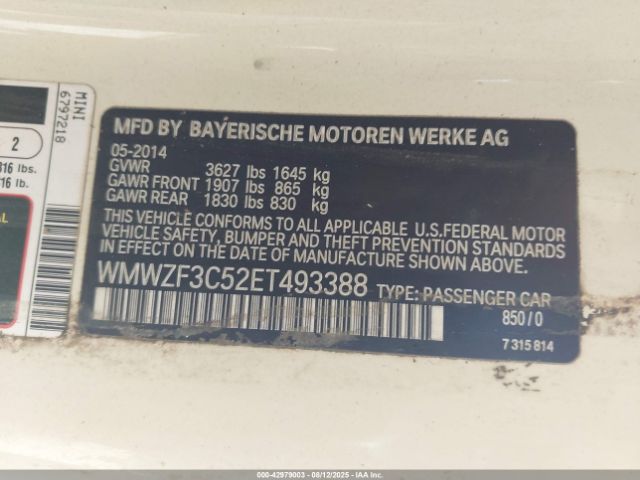 MINI
6797218
2
816 lbs.
816 lb.
MFD BY BAYERISCHE MOTOREN WERKE AG
05-2014
GVWR 3627 lbs 1645 kg
GAWR FRONT 1907 lbs 865 kg
GAWR REAR 1830 lbs 830 kg
THIS VEHICLE CONFORMS TO ALL APPLICABLE U.S.FEDERAL MOTOR
VEHICLE SAFETY, BUMPER AND THEFT PREVENTION STANDARDS
IN EFFECT ON THE DATE OF MANUFACTURE SHOWN ABOVE.
WMWZF3C52ET493388 TYPE: PASSENGER CAR
850/0
7 315 814
000-42979003 - 08/12/2025 - IAA Inc.